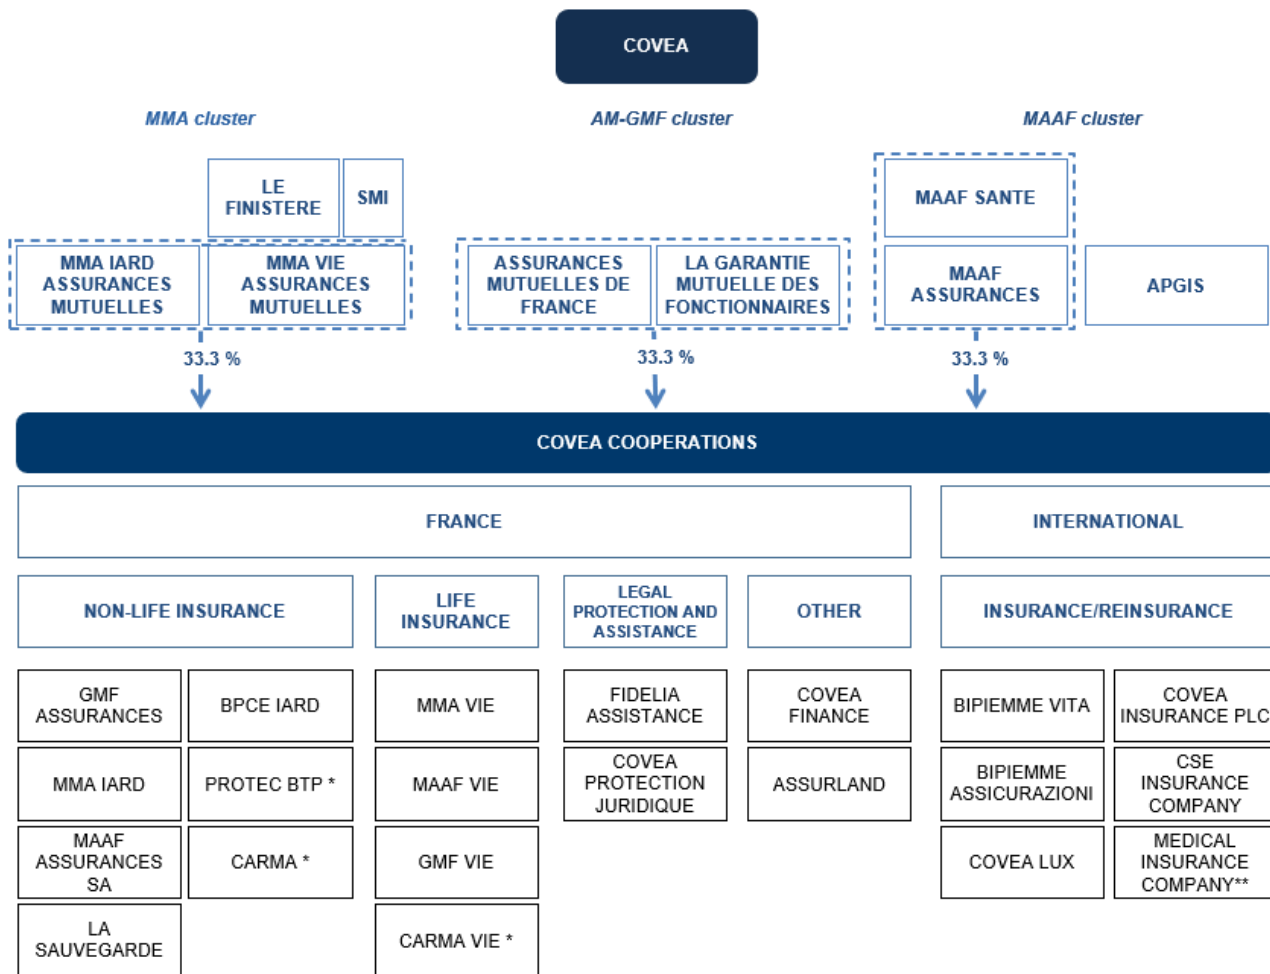 COVEA
MMA cluster
AM-GMF cluster
MAAF cluster
LE
FINISTERE
SMI
MAAF SANTE
MMA IARD
ASSURANCES
MUTUELLES
MMA VIE
ASSURANCES
MUTUELLES
ASSURANCES
MUTUELLES DE
FRANCE
LA GARANTIE
MUTUELLE DES
FONCTIONNAIRES
MAAF
ASSURANCES
APGIS
33.3 %
33.3 %
33.3 %
COVEA COOPERATIONS
FRANCE
INTERNATIONAL
NON-LIFE INSURANCE
LIFE
INSURANCE
LEGAL
PROTECTION AND
ASSISTANCE
OTHER
INSURANCE/REINSURANCE
GMF
ASSURANCES
BPCE IARD
MMA VIE
FIDELIA
ASSISTANCE
COVEA
FINANCE
BIPIEMME VITA
COVEA
INSURANCE PLC
MMA IARD
PROTEC BTP *
MAAF VIE
COVEA
PROTECTION
JURIDIQUE
ASSURLAND
BIPIEMME
ASSICURAZIONI
CSE
INSURANCE
COMPANY
MAAF
ASSURANCES
SA
CARMA *
GMF VIE
COVEA LUX
MEDICAL
INSURANCE
COMPANY**
LA
SAUVEGARDE
CARMA VIE *